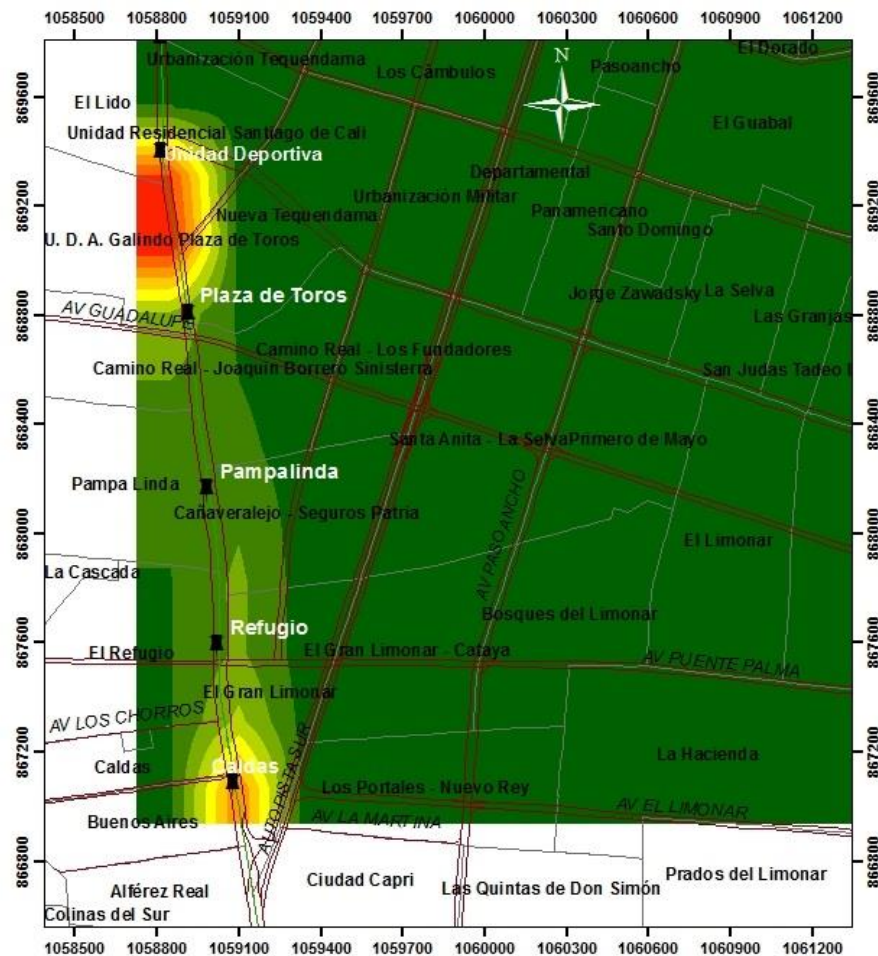 1058500 1058800 1059100 1059400 1059700 1060000 1060300 1060600 1060900 1061200
El Dorado
Urbanización Tequendama
N
Pasoancho
Los Cámbulos
869600
El Lido
869600
El Guabal
Unidad Residencial Santiago de Cali
Unidad Deportiva
Departamental
869200
Urbanización Militar
869200
Nueva Tequendama
Panamencano
Santo Domingo
U. D. A. Galindo Plaza de Toros
Plaza de Toros
Jorge Zawadsky
La Selva
868800
AV GUADALUPE
Las Granjas
868800
Camino Real - Los Fundadores
Camino Real - Joaquín Borrero Sinisterra
San Judas Tadeo I
868400
Santa Anita - La Selva
Primero de Mayo
868400
Pampalinda
Pampa Linda
Cañaveralejo - Seguros Patria
AV PASOANCHO
868000
El Limonar
868000
La Cascada
Bosques del Limonar
Refugio
867600
El Refugio
El Gran Limonar - Cataya
AV PUENTE PALMA
867600
El Gran Limonar
AV LOS CHORROS
867200
AUTOPISTA SUR
La Hacienda
867200
Caldas
Caldas
Los Portales - Nuevo Rey
AV EL LIMONAR
Buenos Aires
AV LA MARTINA
866800
Alférez Real
Ciudad Capri
Las Quintas de Don Simón
Prados del Limonar
866800
Colinas del Sur
1058500 1058800 1059100 1059400 1059700 1060000 1060300 1060600 1060900 1061200